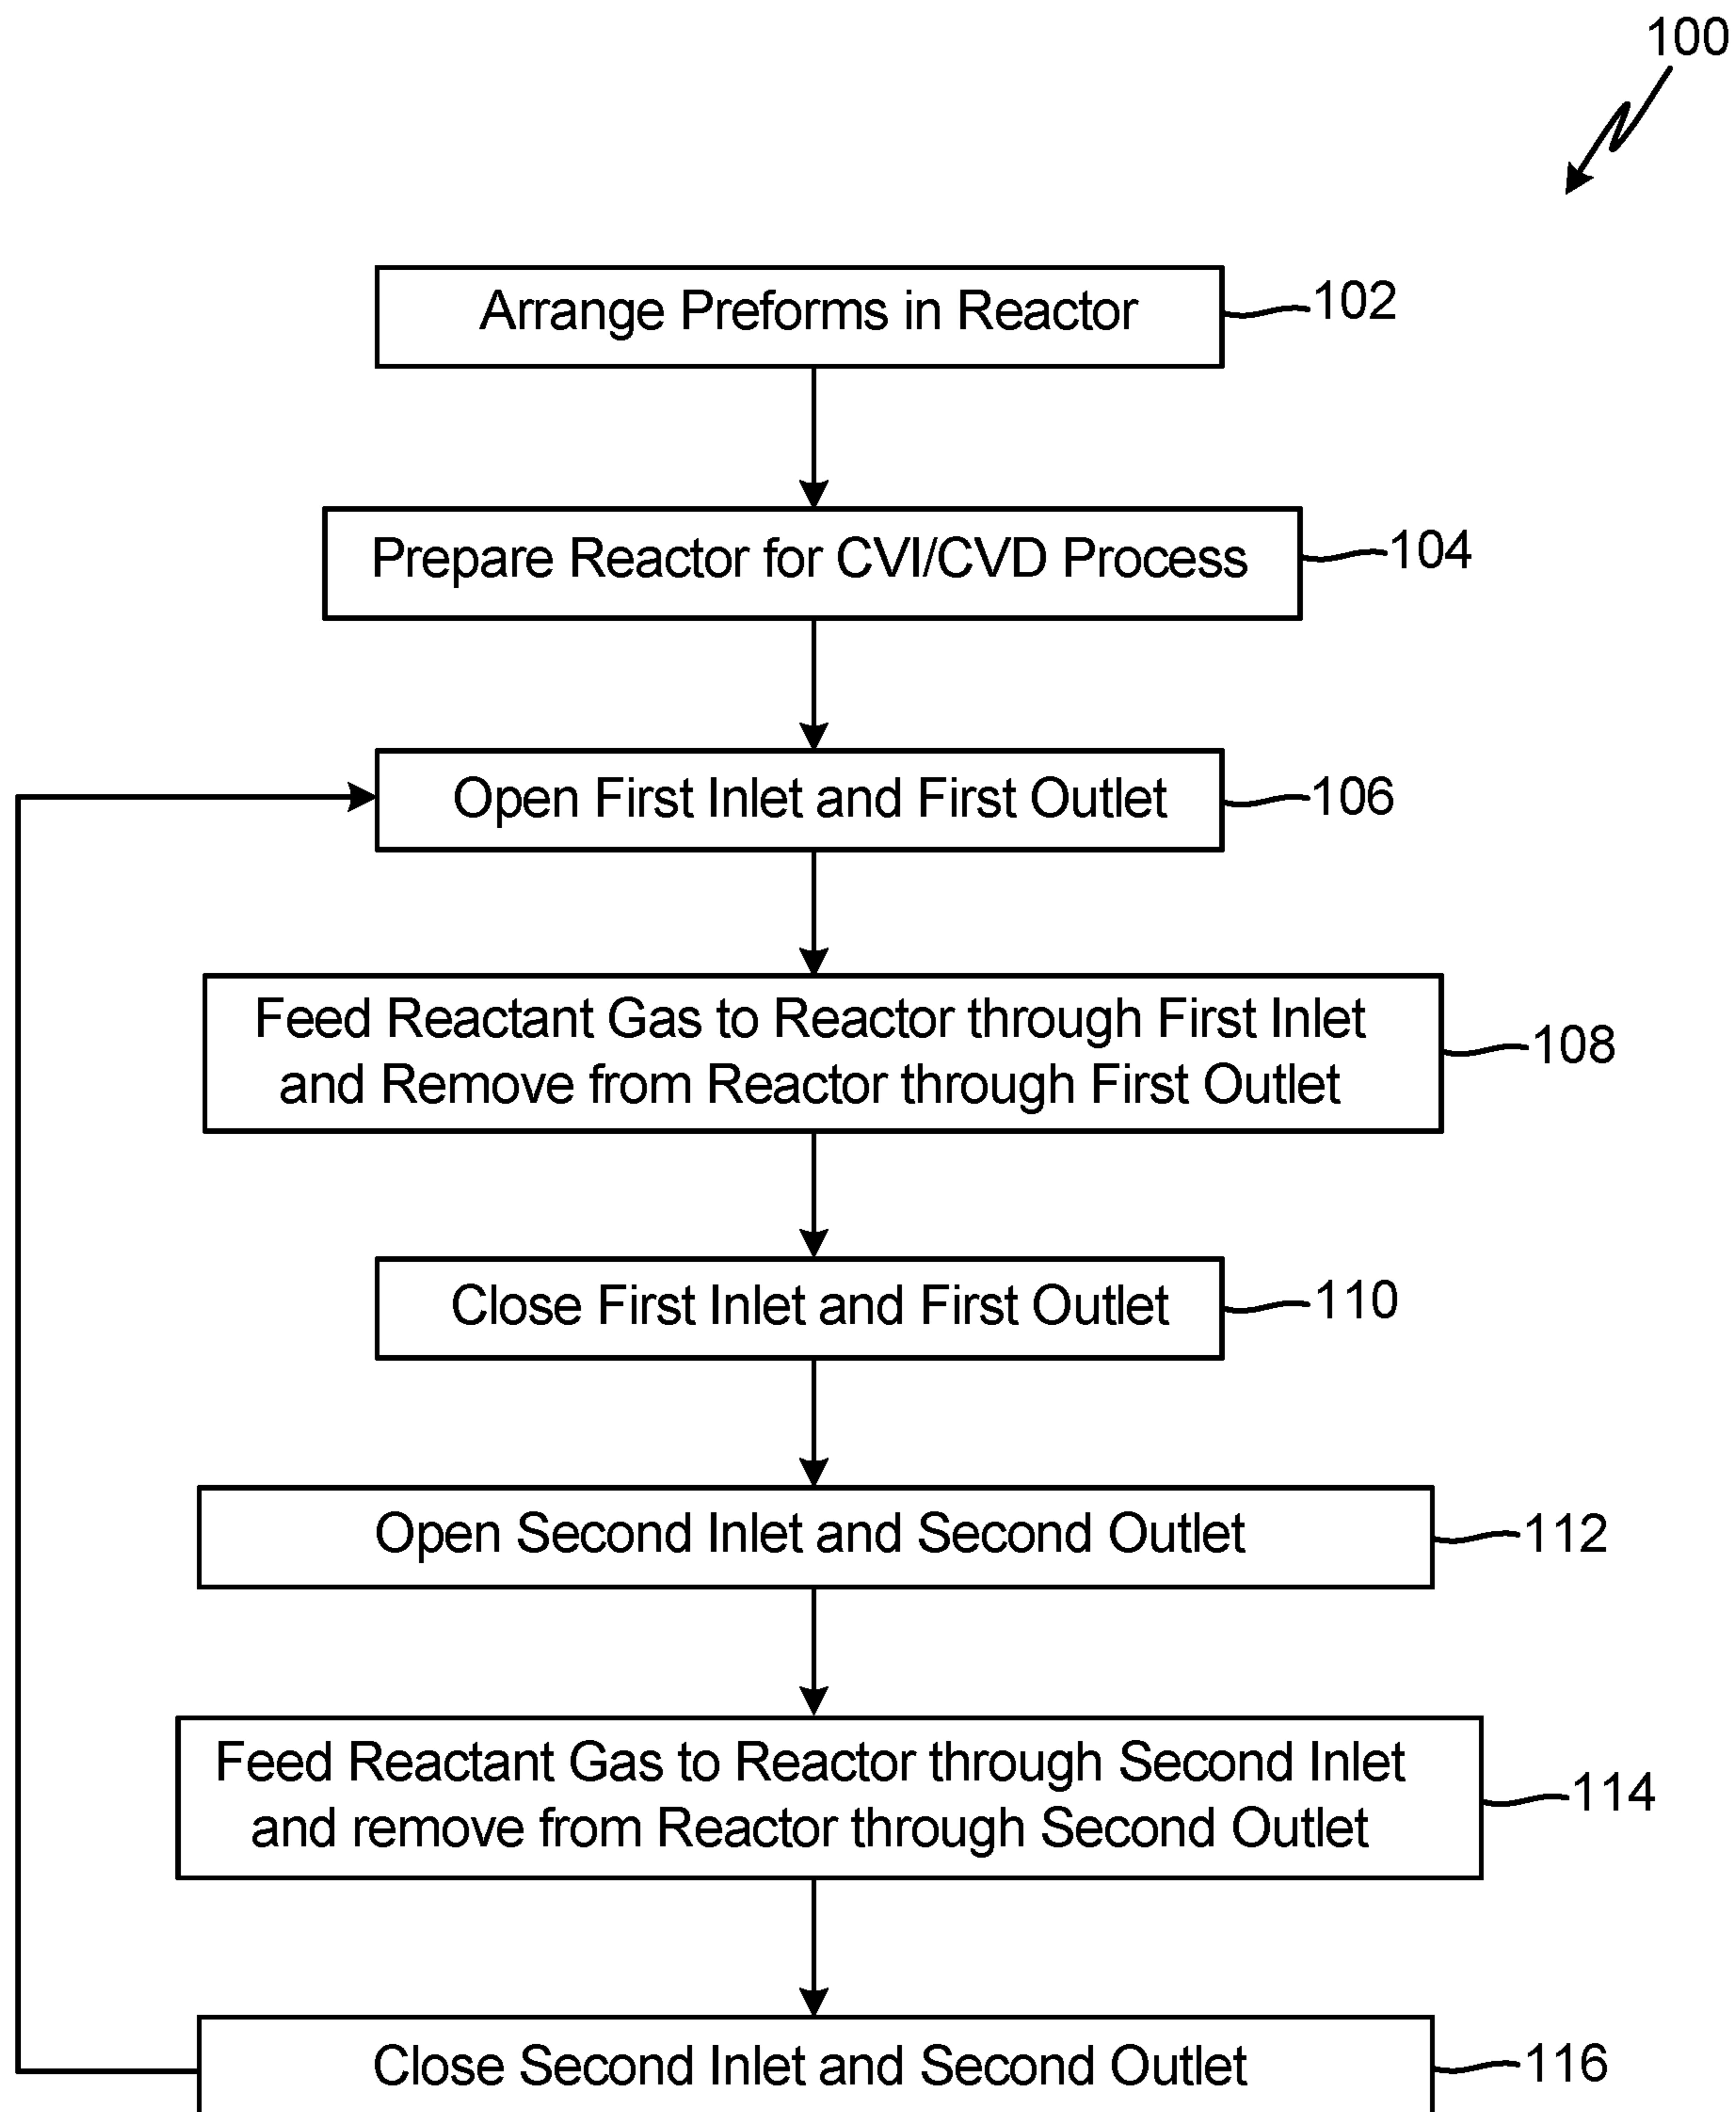 100
Arrange Preforms in Reactor
102
Prepare Reactor for CVI/CVD Process
104
Open First Inlet and First Outlet
106
Feed Reactant Gas to Reactor through First Inlet
and Remove from Reactor through First Outlet
108
Close First Inlet and First Outlet
110
Open Second Inlet and Second Outlet
112
Feed Reactant Gas to Reactor through Second Inlet
and remove from Reactor through Second Outlet
114
Close Second Inlet and Second Outlet
116